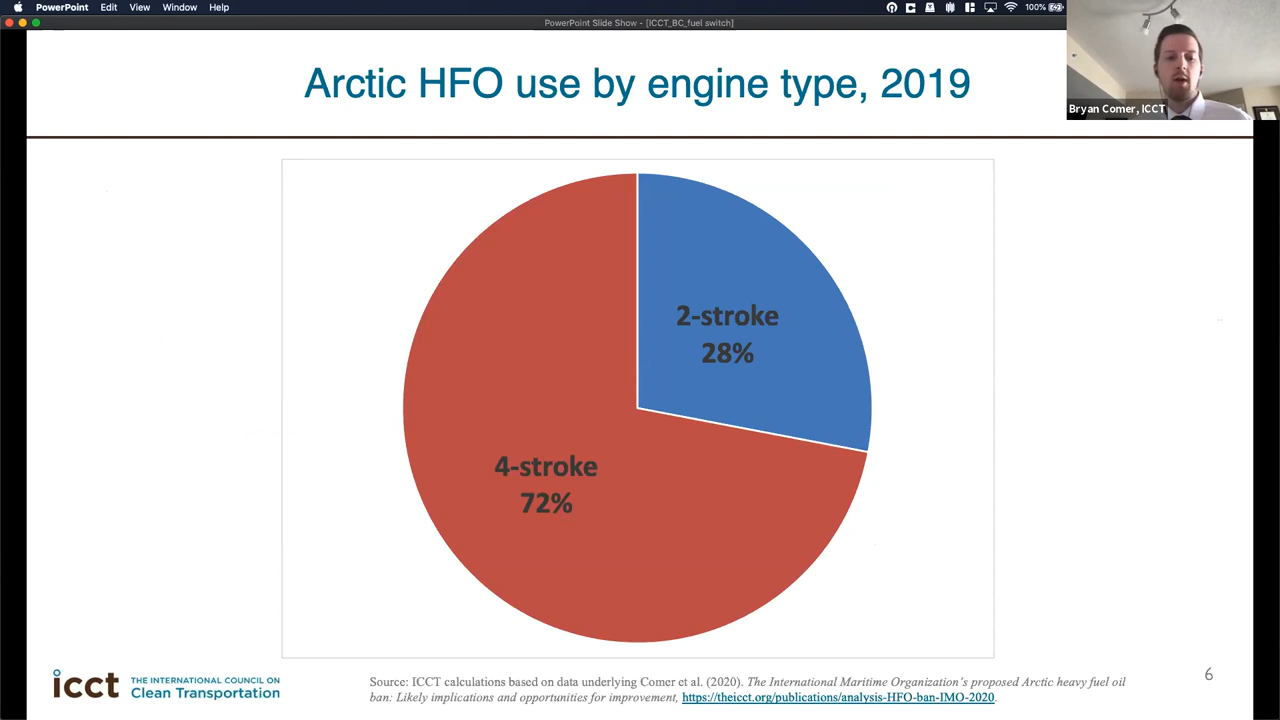 PowerPoint Edit View Window Help
100%
PowerPoint Slide Show - [ICCT_BC_fuel switch]
Bryan Comer, ICCT
Arctic HFO use by engine type, 2019
2-stroke
28%
4-stroke
72%
icct THE INTERNATIONAL COUNCIL ON
Clean Transportation
Source: ICCT calculations based on data underlying Comer et al. (2020). The International Maritime Organization's proposed Arctic heavy fuel oil
ban: Likely implications and opportunities for improvement, https://theicct.org/publications/analysis-HFO-ban-IMO-2020.
6